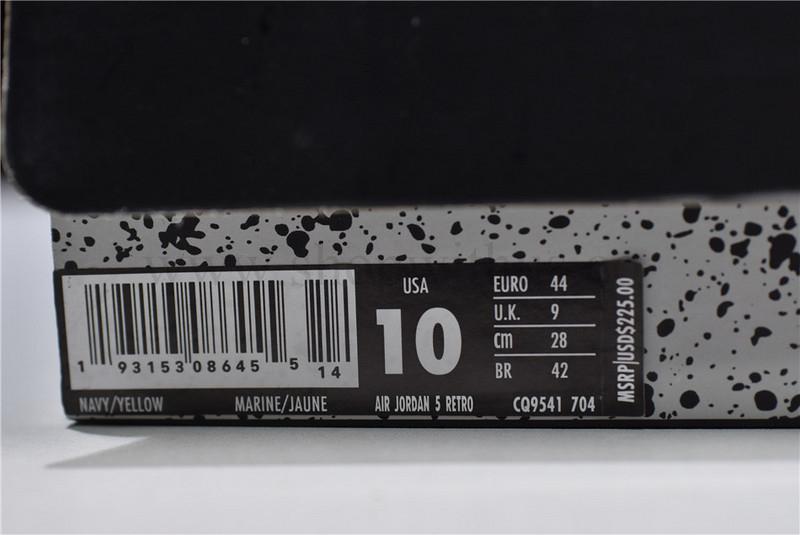 USA
10
EURO 44
U.K. 9
cm 28
BR 42
MSRP|USD$225.00
1 93153 08645 5 14
NAVY/YELLOW MARINE/JAUNE AIR JORDAN 5 RETRO CQ9541 704